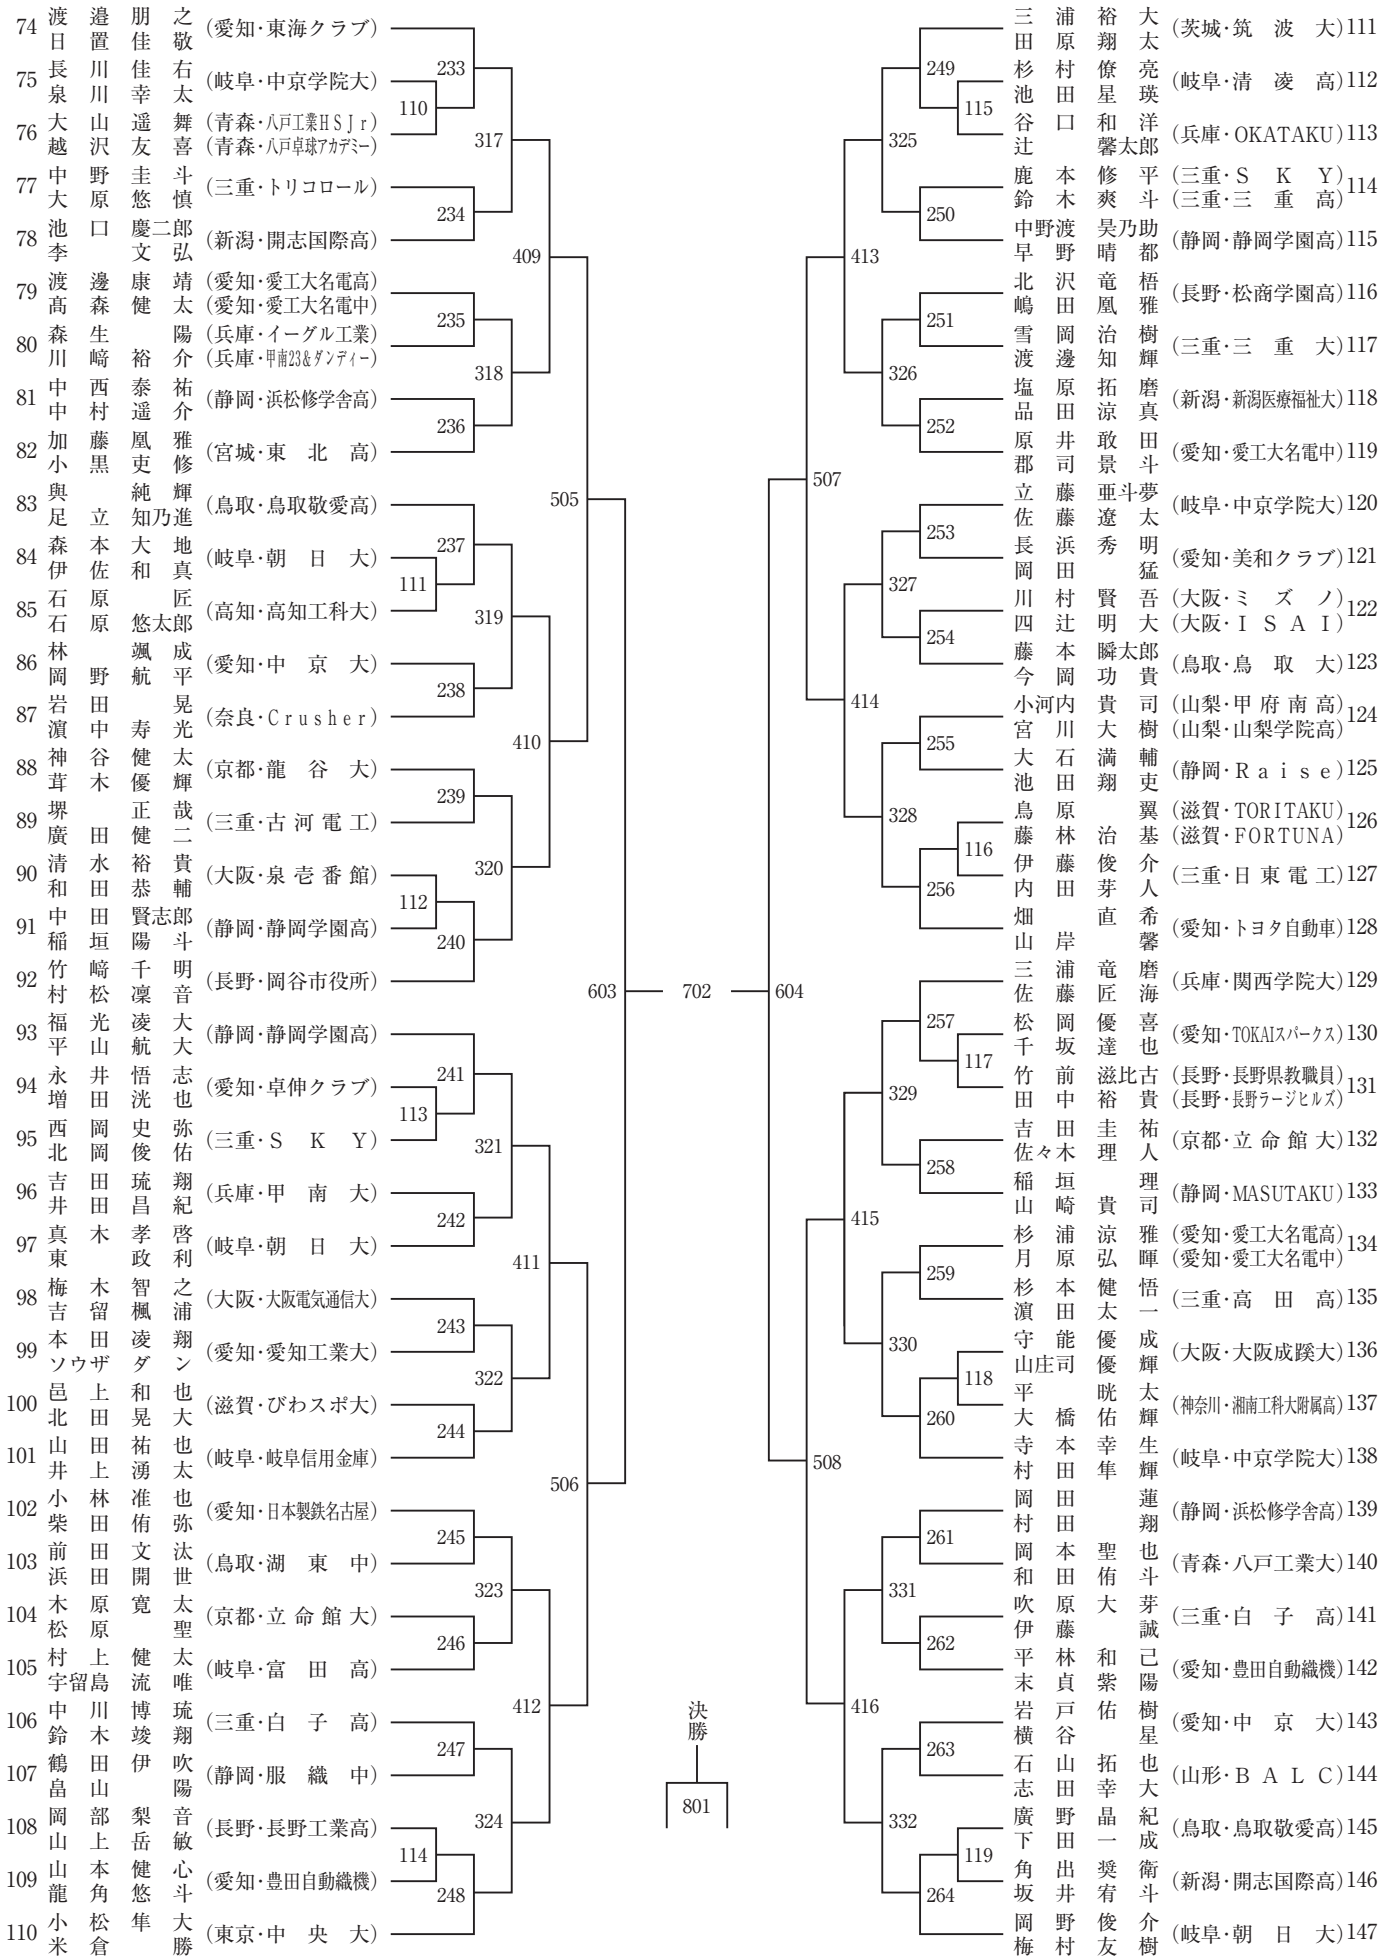 74 渡邉朋之 (愛知・東海クラブ)
日置佳敬
75 長川佳右 (岐阜・中京学院大)
泉川幸太
76 大山遥舞 (青森・八戸工業HSJr)
越沢友喜 (青森・八戸卓球アカデミー)
77 中野圭斗 (三重・トリコロール)
大原悠慎
78 池口慶二郎 (新潟・開志国際高)
李文弘
79 渡邊康靖 (愛知・愛工大名電高)
髙森健太 (愛知・愛工大名電中)
80 森生陽 (兵庫・イーグル工業)
川﨑裕介 (兵庫・甲南23&ダンディー)
81 中西泰祐 (静岡・浜松修学舎高)
中村遥介
82 加藤凰雅 (宮城・東北高)
小黒吏修
83 與純輝 (鳥取・鳥取敬愛高)
足立知乃進
84 森本大地 (岐阜・朝日大)
伊佐和真
85 石原匠 (高知・高知工科大)
石原悠太郎
86 林颯成 (愛知・中京大)
岡野航平
87 岩田晃 (奈良・Crusher)
濵中寿光
88 神谷健太 (京都・龍谷大)
茸木優輝
89 堺正哉 (三重・古河電工)
廣田健二
90 清水裕貴 (大阪・泉壱番館)
和田恭輔
91 中田賢志郎 (静岡・静岡学園高)
稲垣陽斗
92 竹﨑千明 (長野・岡谷市役所)
村松凜音
93 福光凌大 (静岡・静岡学園高)
平山航大
94 永井悟志 (愛知・卓伸クラブ)
増田洸也
95 西岡史弥 (三重・SKY)
北岡俊佑
96 吉田琉翔 (兵庫・甲南大)
井田昌紀
97 真木孝啓 (岐阜・朝日大)
東政利
98 梅木智之 (大阪・大阪電気通信大)
吉留楓浦
99 本田凌翔 (愛知・愛知工業大)
ソウザダン
100 邑上和也 (滋賀・びわスポ大)
北田晃大
101 山田祐也 (岐阜・岐阜信用金庫)
井上湧太
102 小林准也 (愛知・日本製鉄名古屋)
柴田侑弥
103 前田文汰 (鳥取・湖東中)
浜田開世
104 木原寛太 (京都・立命館大)
松原聖
105 村上健太 (岐阜・富田高)
宇留島流唯
106 中川博琉 (三重・白子高)
鈴木竣翔
107 鶴田伊吹 (静岡・服織中)
畠山陽
108 岡部梨音 (長野・長野工業高)
山上岳敏
109 山本健心 (愛知・豊田自動織機)
龍角悠斗
110 小松隼大 (東京・中央大)
米倉勝
110
111
112
113
114
233
234
235
236
237
238
239
240
241
242
243
244
245
246
247
248
317
318
319
320
321
322
323
324
409
410
411
412
505
506
603
702
604
決勝
801
507
508
413
414
415
416
325
326
327
328
329
330
331
332
249
250
251
252
253
254
255
256
257
258
259
260
261
262
263
264
115
116
117
118
119
三浦裕大 (茨城・筑波大) 111
田原翔太
杉村僚亮 (岐阜・清凌高) 112
池田星瑛
谷口和洋 (兵庫・OKATAKU) 113
辻馨太郎
鹿本修平 (三重・SKY) 114
鈴木爽斗 (三重・三重高)
中野渡昊乃助 (静岡・静岡学園高) 115
早野晴都
北沢竜梧 (長野・松商学園高) 116
嶋田凰雅
雪岡治樹 (三重・三重大) 117
渡邊知輝
塩原拓磨 (新潟・新潟医療福祉大) 118
品田涼真
原井敢田 (愛知・愛工大名電中) 119
郡司景斗
立藤亜斗夢 (岐阜・中京学院大) 120
佐藤遼太
長浜秀明 (愛知・美和クラブ) 121
岡田猛
川村賢吾 (大阪・ミズノ) 122
四辻明大 (大阪・ISAI)
藤本瞬太郎 (鳥取・鳥取大) 123
今岡功貴
小河内貴司 (山梨・甲府南高) 124
宮川大樹 (山梨・山梨学院高)
大石満輔 (静岡・Raise) 125
池田翔吏
鳥原翼 (滋賀・TORITAKU) 126
藤林治基 (滋賀・FORTUNA)
伊藤俊介 (三重・日東電工) 127
内田芽人
畑直希 (愛知・トヨタ自動車) 128
山岸馨
三浦竜磨 (兵庫・関西学院大) 129
佐藤匠海
松岡優喜 (愛知・TOKAIスパークス) 130
千坂達也
竹前滋比古 (長野・長野県教職員) 131
田中裕貴 (長野・長野ラージヒルズ)
吉田圭祐 (京都・立命館大) 132
佐々木理人
稲垣理 (静岡・MASUTAKU) 133
山崎貴司
杉浦涼雅 (愛知・愛工大名電高) 134
月原弘暉 (愛知・愛工大名電中)
杉本健悟 (三重・高田高) 135
濵田太一
守能優成 (大阪・大阪成蹊大) 136
山庄司優輝
平晄太 (神奈川・湘南工科大附属高) 137
大橋佑輝
寺本幸生 (岐阜・中京学院大) 138
村田隼輝
岡田蓮 (静岡・浜松修学舎高) 139
村田翔
岡本聖也 (青森・八戸工業大) 140
和田侑斗
吹原大芽 (三重・白子高) 141
伊藤誠
平林和己 (愛知・豊田自動織機) 142
末貞紫陽
岩戸佑樹 (愛知・中京大) 143
横谷星
石山拓也 (山形・BALC) 144
志田幸大
廣野晶紀 (鳥取・鳥取敬愛高) 145
下田一成
角出奨衛 (新潟・開志国際高) 146
坂井宥斗
岡野俊介 (岐阜・朝日大) 147
梅村友樹